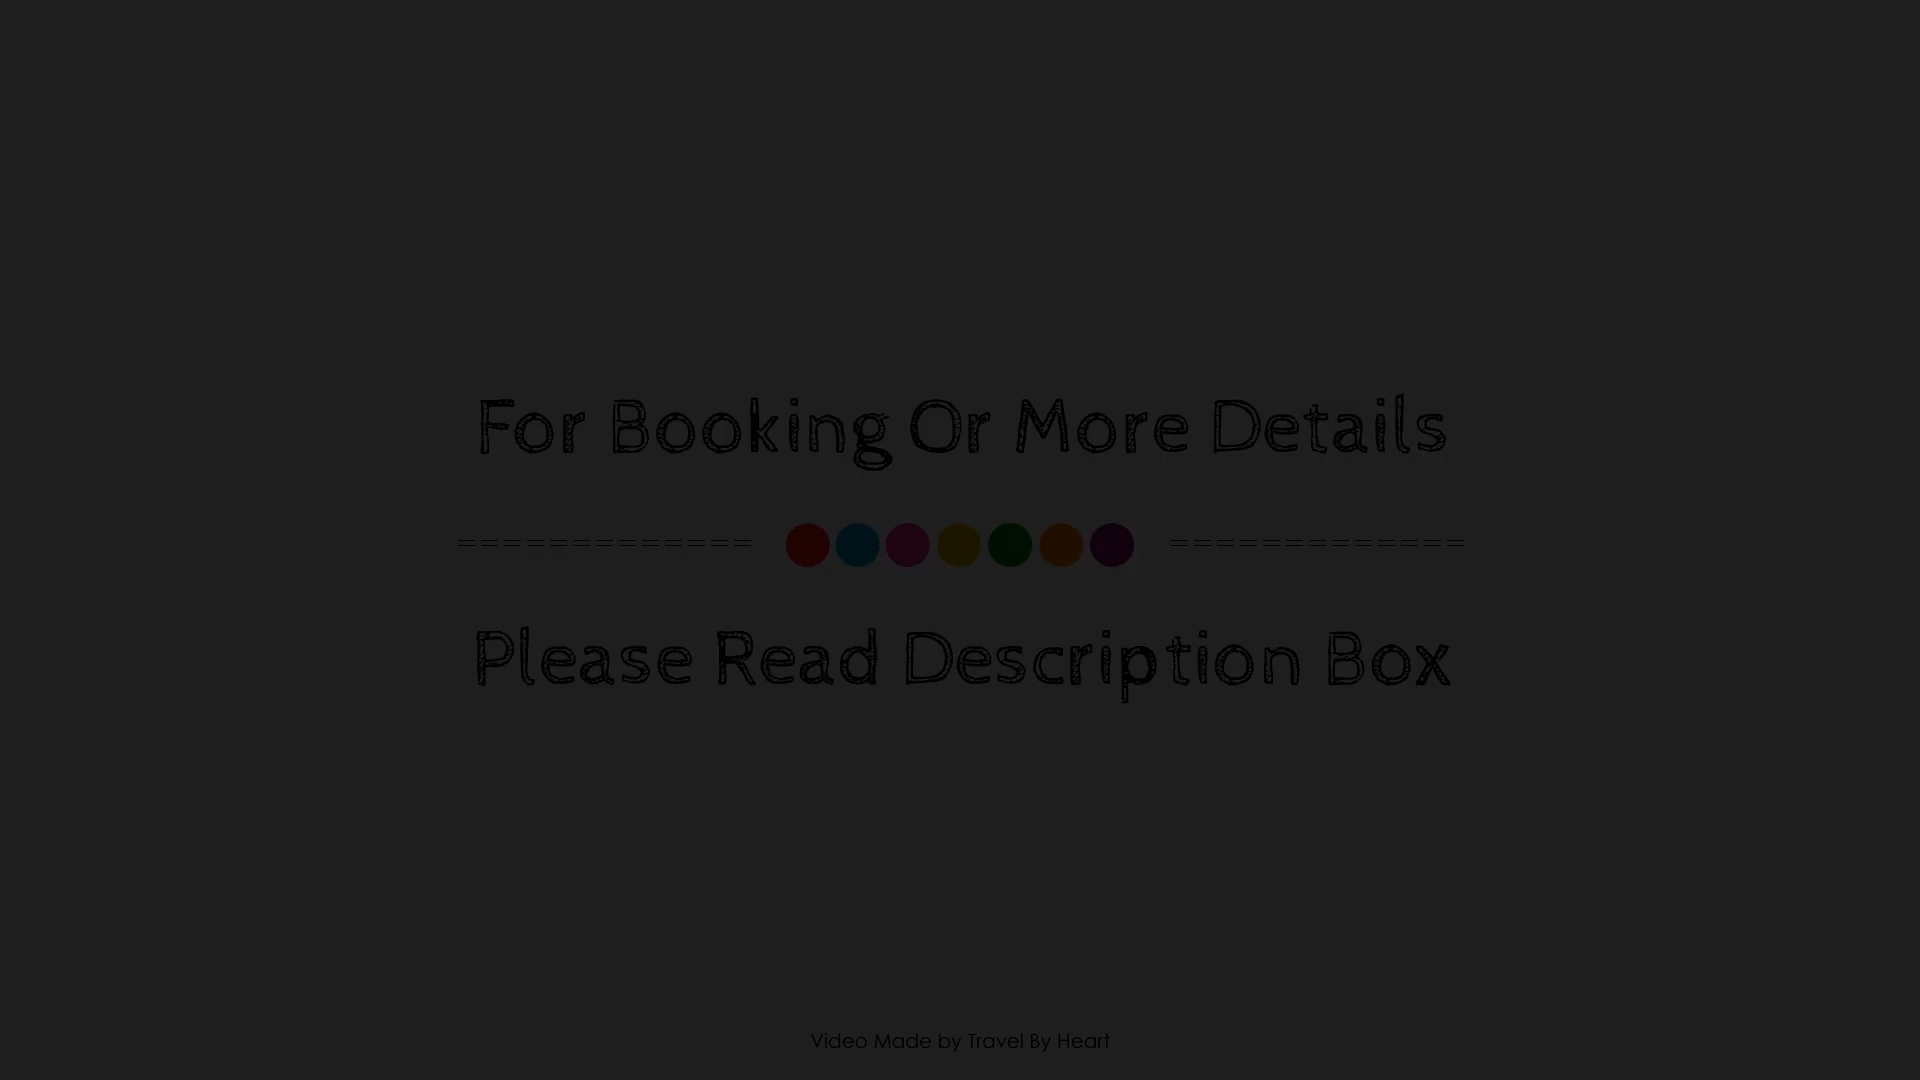 For Booking Or More Details
============= =============
Please Read Description Box
Video Made by Travel By Heart